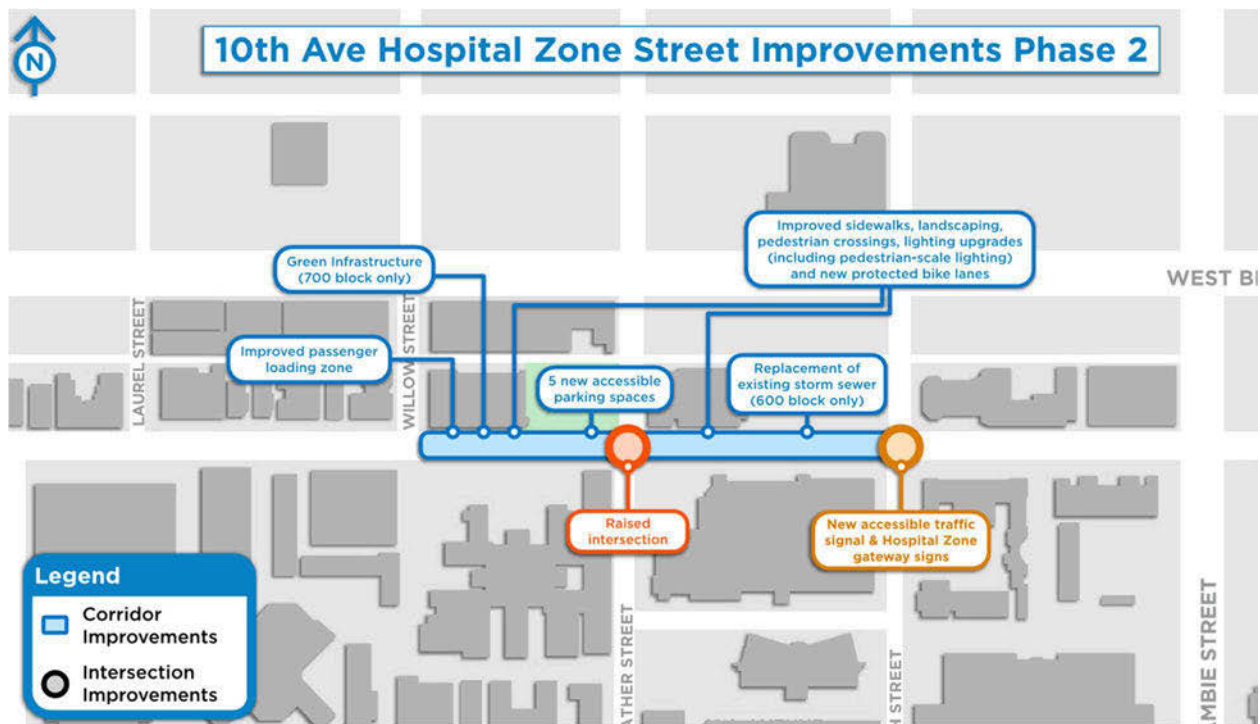 10th Ave Hospital Zone Street Improvements Phase 2
N
Improved sidewalks, landscaping,
pedestrian crossings, lighting upgrades
(including pedestrian-scale lighting)
and new protected bike lanes
Green Infrastructure
(700 block only)
WEST B
LAUREL STREET
WILLOW STREET
Improved passenger
loading zone
5 new accessible
parking spaces
Replacement of
existing storm sewer
(600 block only)
Raised
intersection
New accessible traffic
signal & Hospital Zone
gateway signs
Legend
Corridor
Improvements
Intersection
Improvements
ATHER STREET
H STREET
MBIE STREET